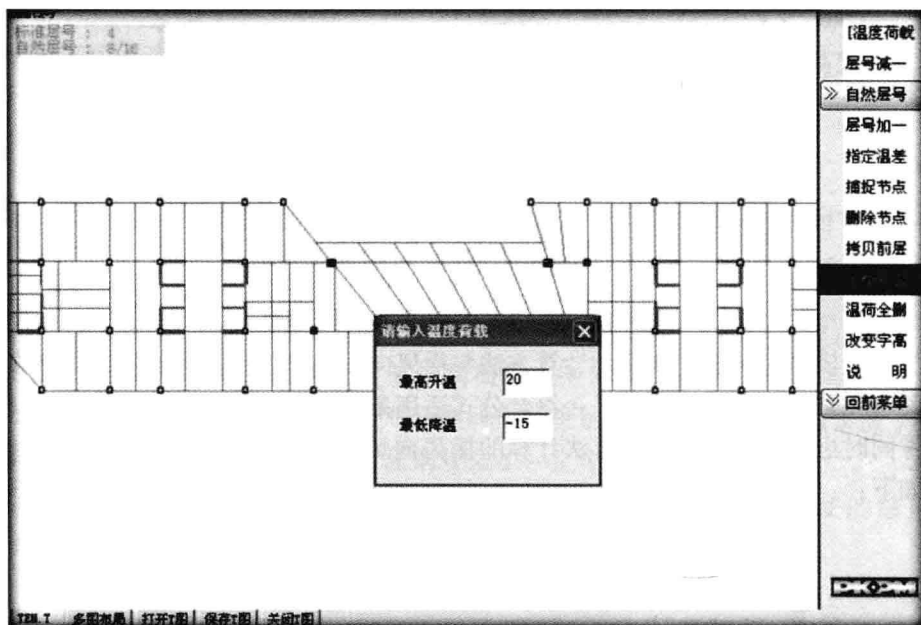 标准层号： 4
自然层号： 8/16
[温度荷载
层号减一
自然层号
层号加一
指定温差
捕捉节点
删除节点
拷贝前层
温荷全删
改变字高
说 明
回前菜单
请输入温度荷载
最高升温 20
最低降温 -15
PKPM
TZM.T 多图布局 打开T图 保存T图 关闭T图